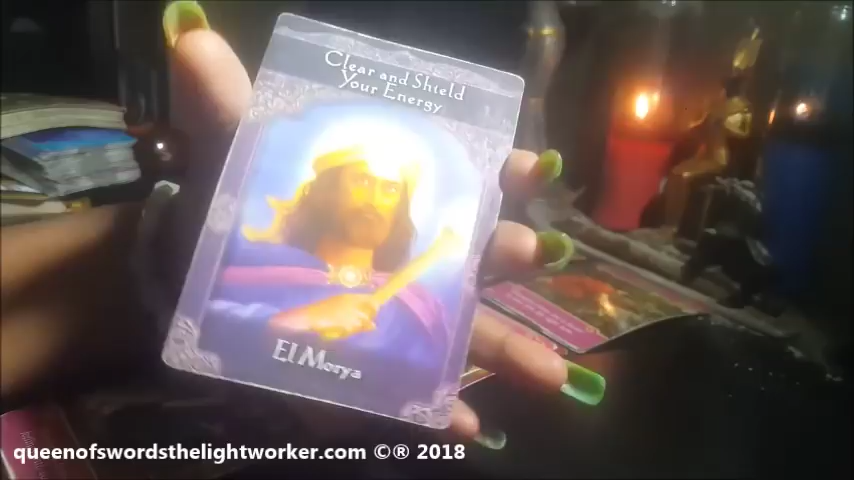 Clear and Shield
Your Energy
El Morya
queenofswordsthelightworker.com ©® 2018